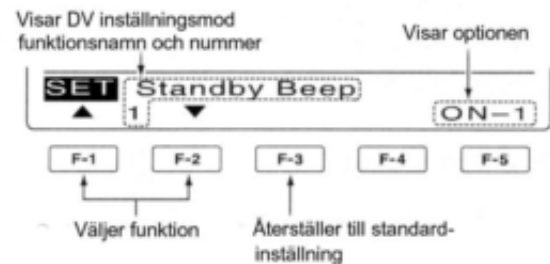 Visar DV inställningsmod
funktionsnamn och nummer
Visar optionen
SET Standby Beep
▲ 1 ▼ ON-1
F-1 F-2 F-3 F-4 F-5
Väljer funktion
Återställer till standard-
inställning